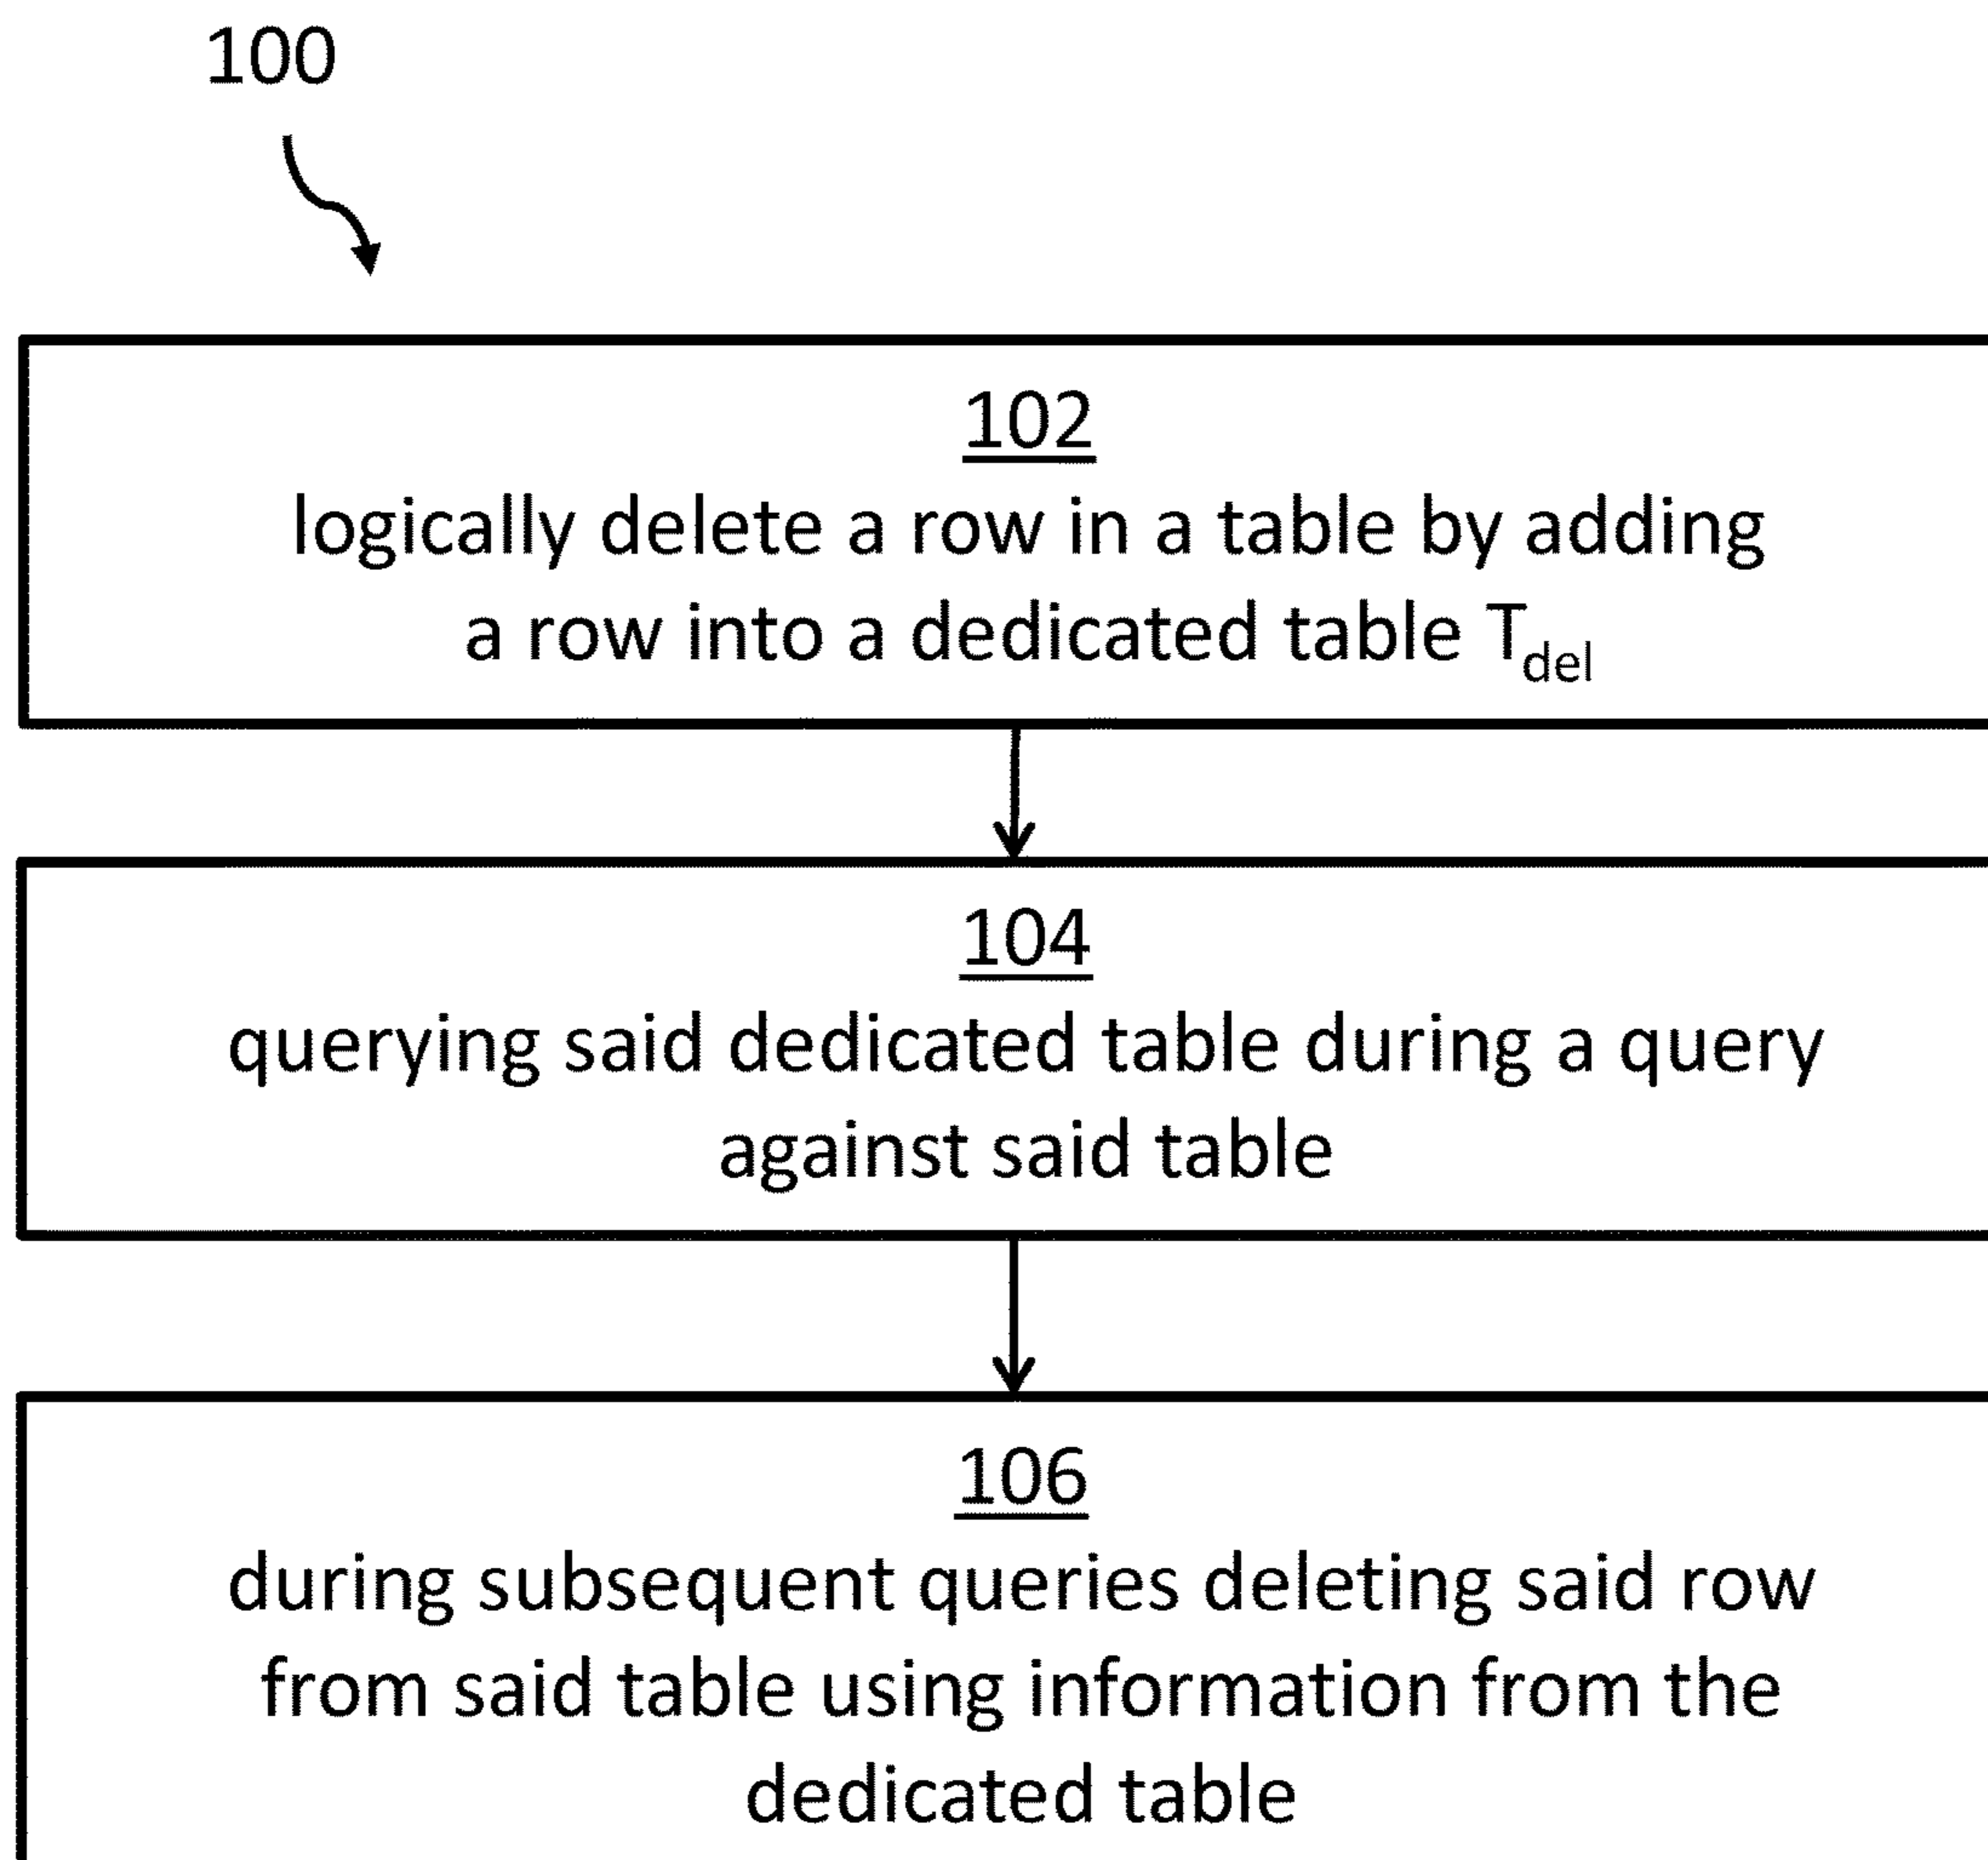 100
102
logically delete a row in a table by adding
a row into a dedicated table T_del
104
querying said dedicated table during a query
against said table
106
during subsequent queries deleting said row
from said table using information from the
dedicated table